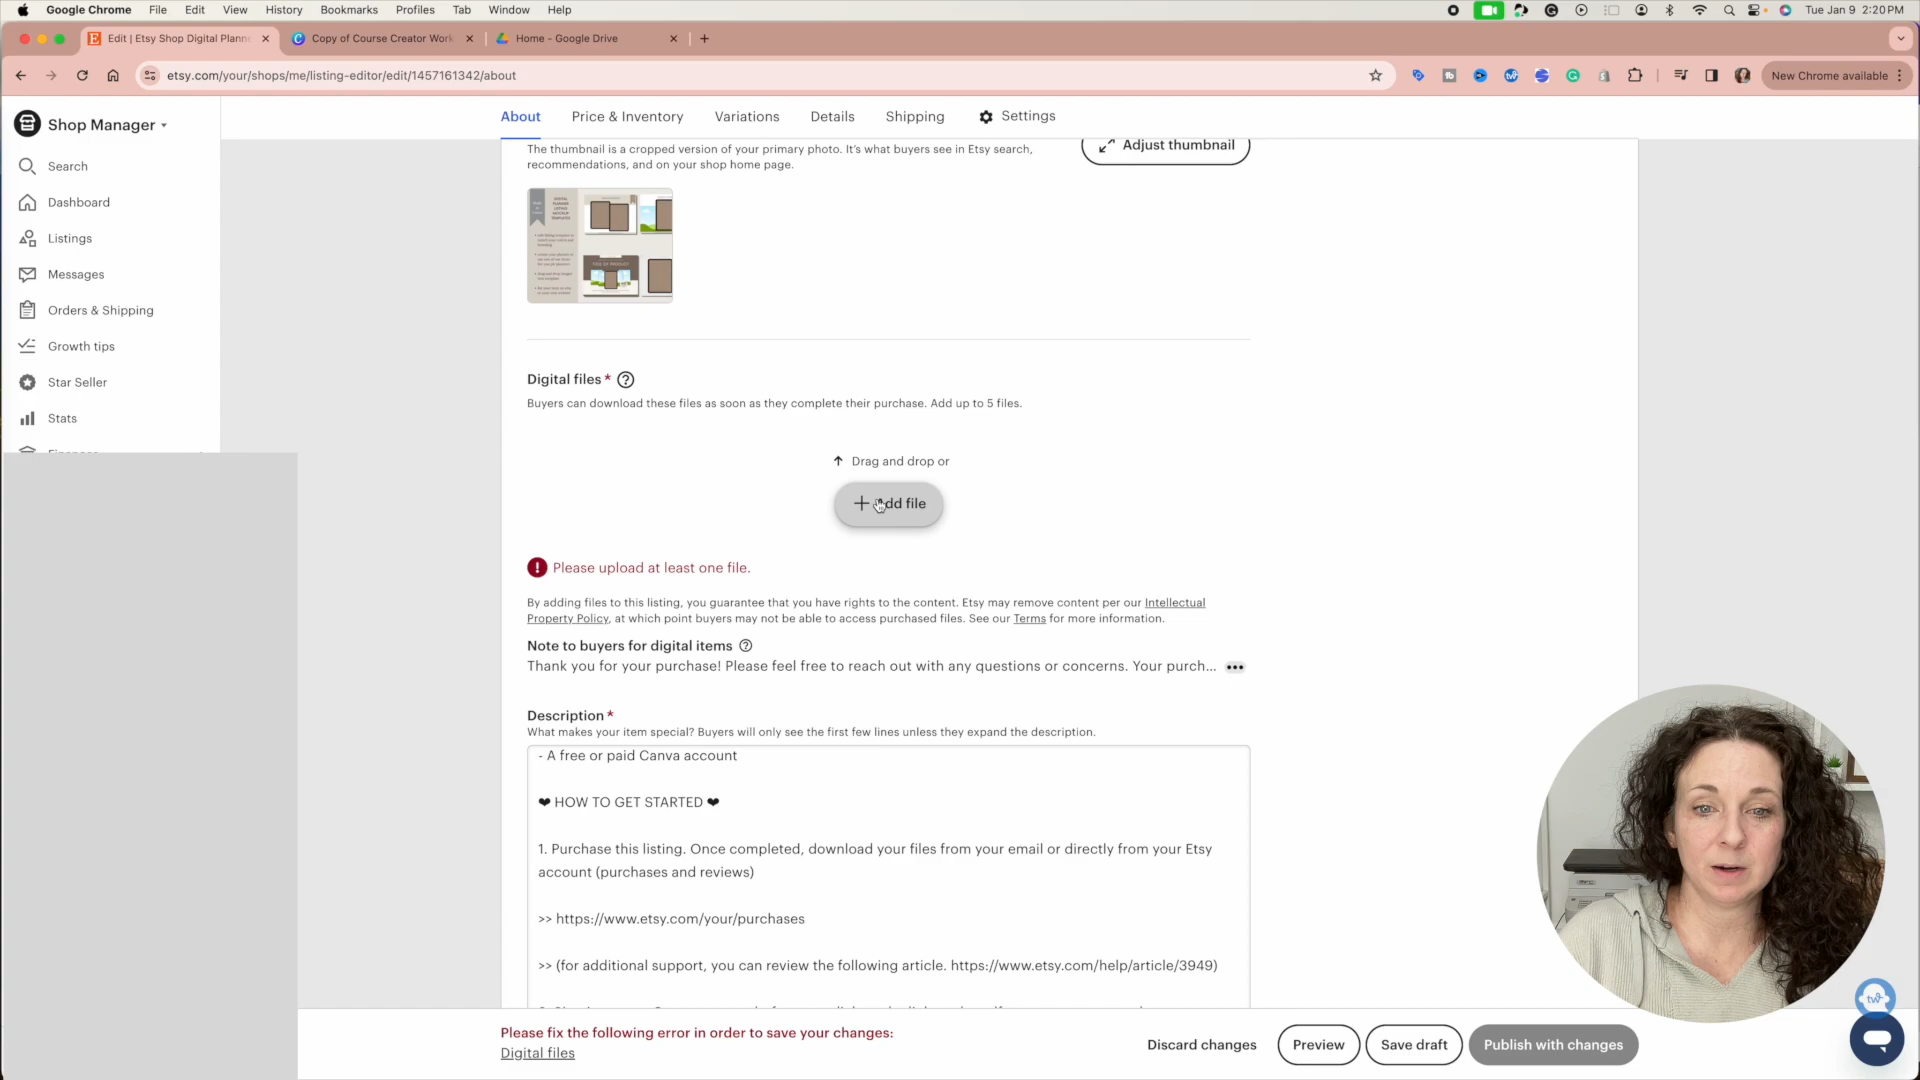 Google Chrome File Edit View History Bookmarks Profiles Tab Window Help
Tue Jan 9 2:20 PM
Edit | Etsy Shop Digital Plann
Copy of Course Creator Work
Home - Google Drive
etsy.com/your/shops/me/listing-editor/edit/1457161342/about
New Chrome available
Shop Manager
Search
Dashboard
Listings
Messages
Orders & Shipping
Growth tips
Star Seller
Stats
About Price & Inventory Variations Details Shipping Settings
The thumbnail is a cropped version of your primary photo. It's what buyers see in Etsy search,
recommendations, and on your shop home page.
Adjust thumbnail
DIGITAL
PLANNER
LISTING
MOCKUP
TEMPLATES
Digital files *
Buyers can download these files as soon as they complete their purchase. Add up to 5 files.
Drag and drop or
Add file
Please upload at least one file.
By adding files to this listing, you guarantee that you have rights to the content. Etsy may remove content per our Intellectual
Property Policy, at which point buyers may not be able to access purchased files. See our Terms for more information.
Note to buyers for digital items
Thank you for your purchase! Please feel free to reach out with any questions or concerns. Your purch...
Description *
What makes your item special? Buyers will only see the first few lines unless they expand the description.
- A free or paid Canva account
❤ HOW TO GET STARTED ❤
1. Purchase this listing. Once completed, download your files from your email or directly from your Etsy
account (purchases and reviews)
>> https://www.etsy.com/your/purchases
>> (for additional support, you can review the following article. https://www.etsy.com/help/article/3949)
Please fix the following error in order to save your changes:
Digital files
Discard changes
Preview
Save draft
Publish with changes